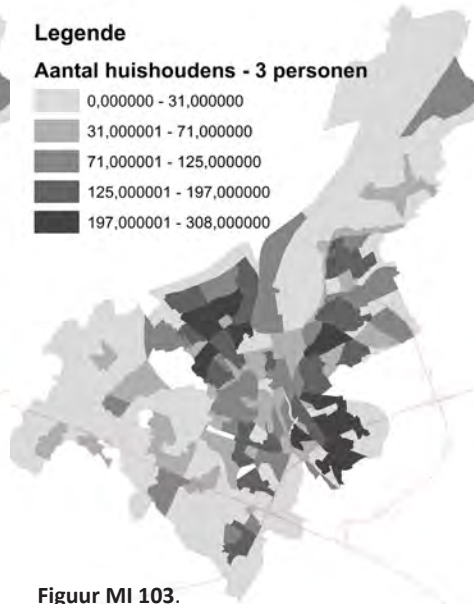 Legende
Aantal huishoudens - 3 personen
0,000000 - 31,000000
31,000001 - 71,000000
71,000001 - 125,000000
125,000001 - 197,000000
197,000001 - 308,000000
Figuur MI 103.